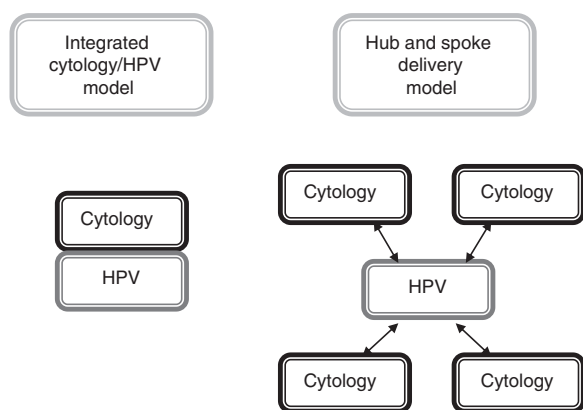 Integrated
cytology/HPV
model
Hub and spoke
delivery
model
Cytology
HPV
Cytology
Cytology
HPV
Cytology
Cytology